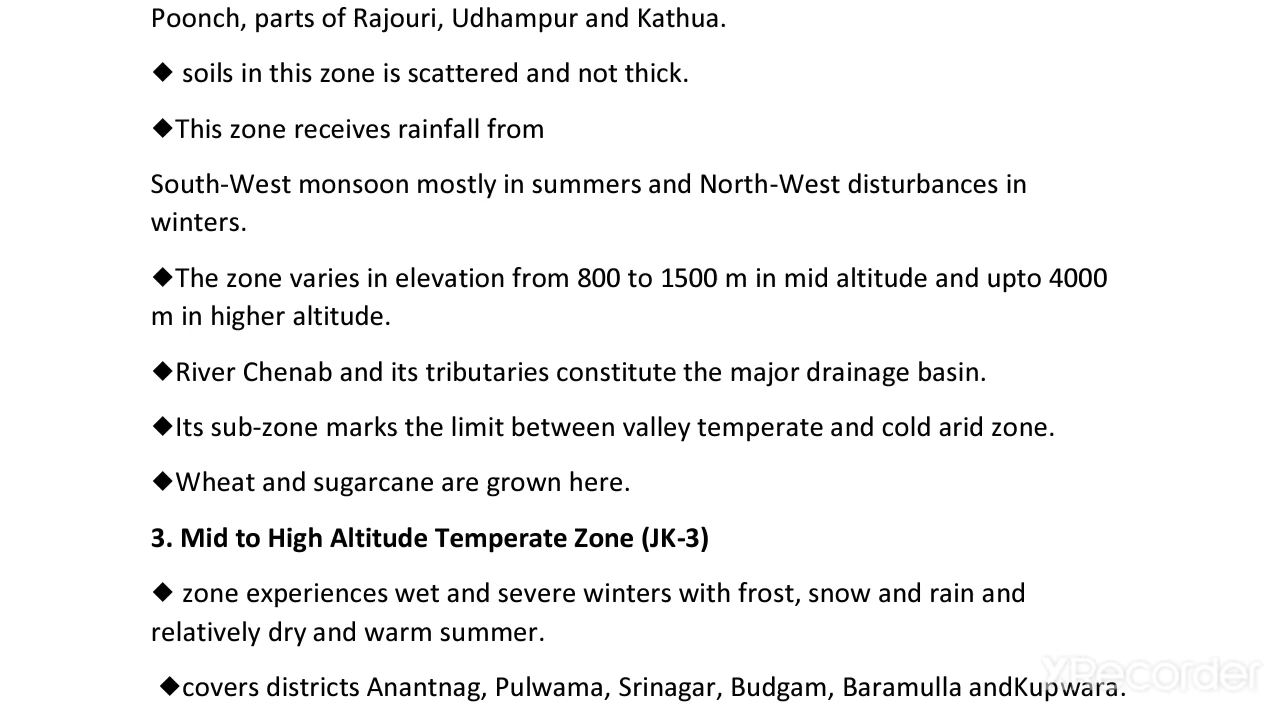 Poonch, parts of Rajouri, Udhampur and Kathua.
◆ soils in this zone is scattered and not thick.
◆This zone receives rainfall from
South-West monsoon mostly in summers and North-West disturbances in
winters.
◆The zone varies in elevation from 800 to 1500 m in mid altitude and upto 4000
m in higher altitude.
◆River Chenab and its tributaries constitute the major drainage basin.
◆Its sub-zone marks the limit between valley temperate and cold arid zone.
◆Wheat and sugarcane are grown here.
3. Mid to High Altitude Temperate Zone (JK-3)
◆ zone experiences wet and severe winters with frost, snow and rain and
relatively dry and warm summer.
◆covers districts Anantnag, Pulwama, Srinagar, Budgam, Baramulla andKupwara.
XRecorder